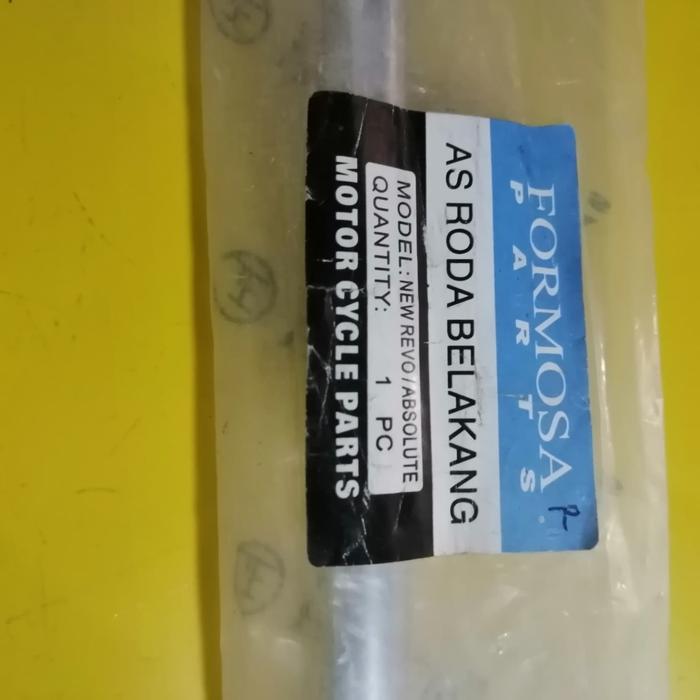 FORMOSA
PARTS
AS RODA BELAKANG
MODEL: NEW REVO/ABSOLUTE
QUANTITY: 1 PC
MOTOR CYCLE PARTS